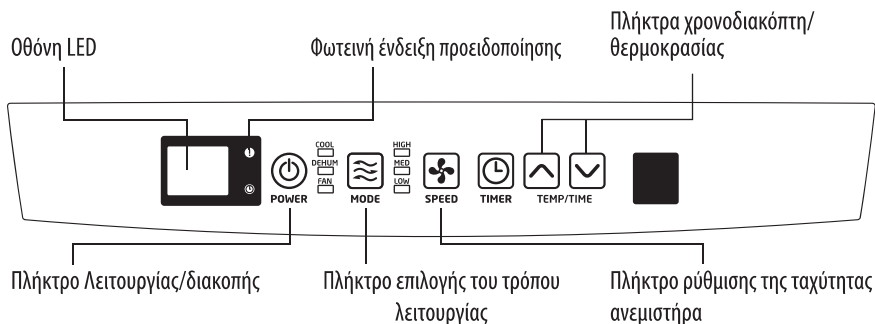 Οθόνη LED
Φωτεινή ένδειξη προειδοποίησης
Πλήκτρα χρονοδιακόπτη/
θερμοκρασίας
COOL
DEHUM
FAN
HIGH
MED
LOW
POWER
MODE
SPEED
TIMER
TEMP/TIME
Πλήκτρο Λειτουργίας/διακοπής
Πλήκτρο επιλογής του τρόπου
λειτουργίας
Πλήκτρο ρύθμισης της ταχύτητας
ανεμιστήρα